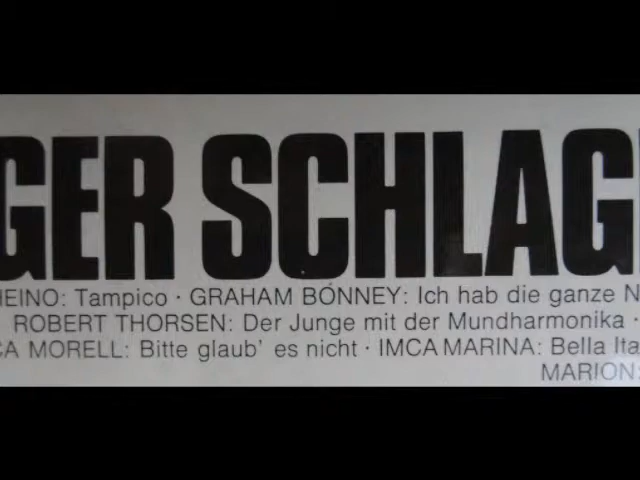 GER SCHLAG
HEINO: Tampico · GRAHAM BONNEY: Ich hab die ganze N
ROBERT THORSEN: Der Junge mit der Mundharmonika ·
CA MORELL: Bitte glaub' es nicht · IMCA MARINA: Bella Ita
MARION: